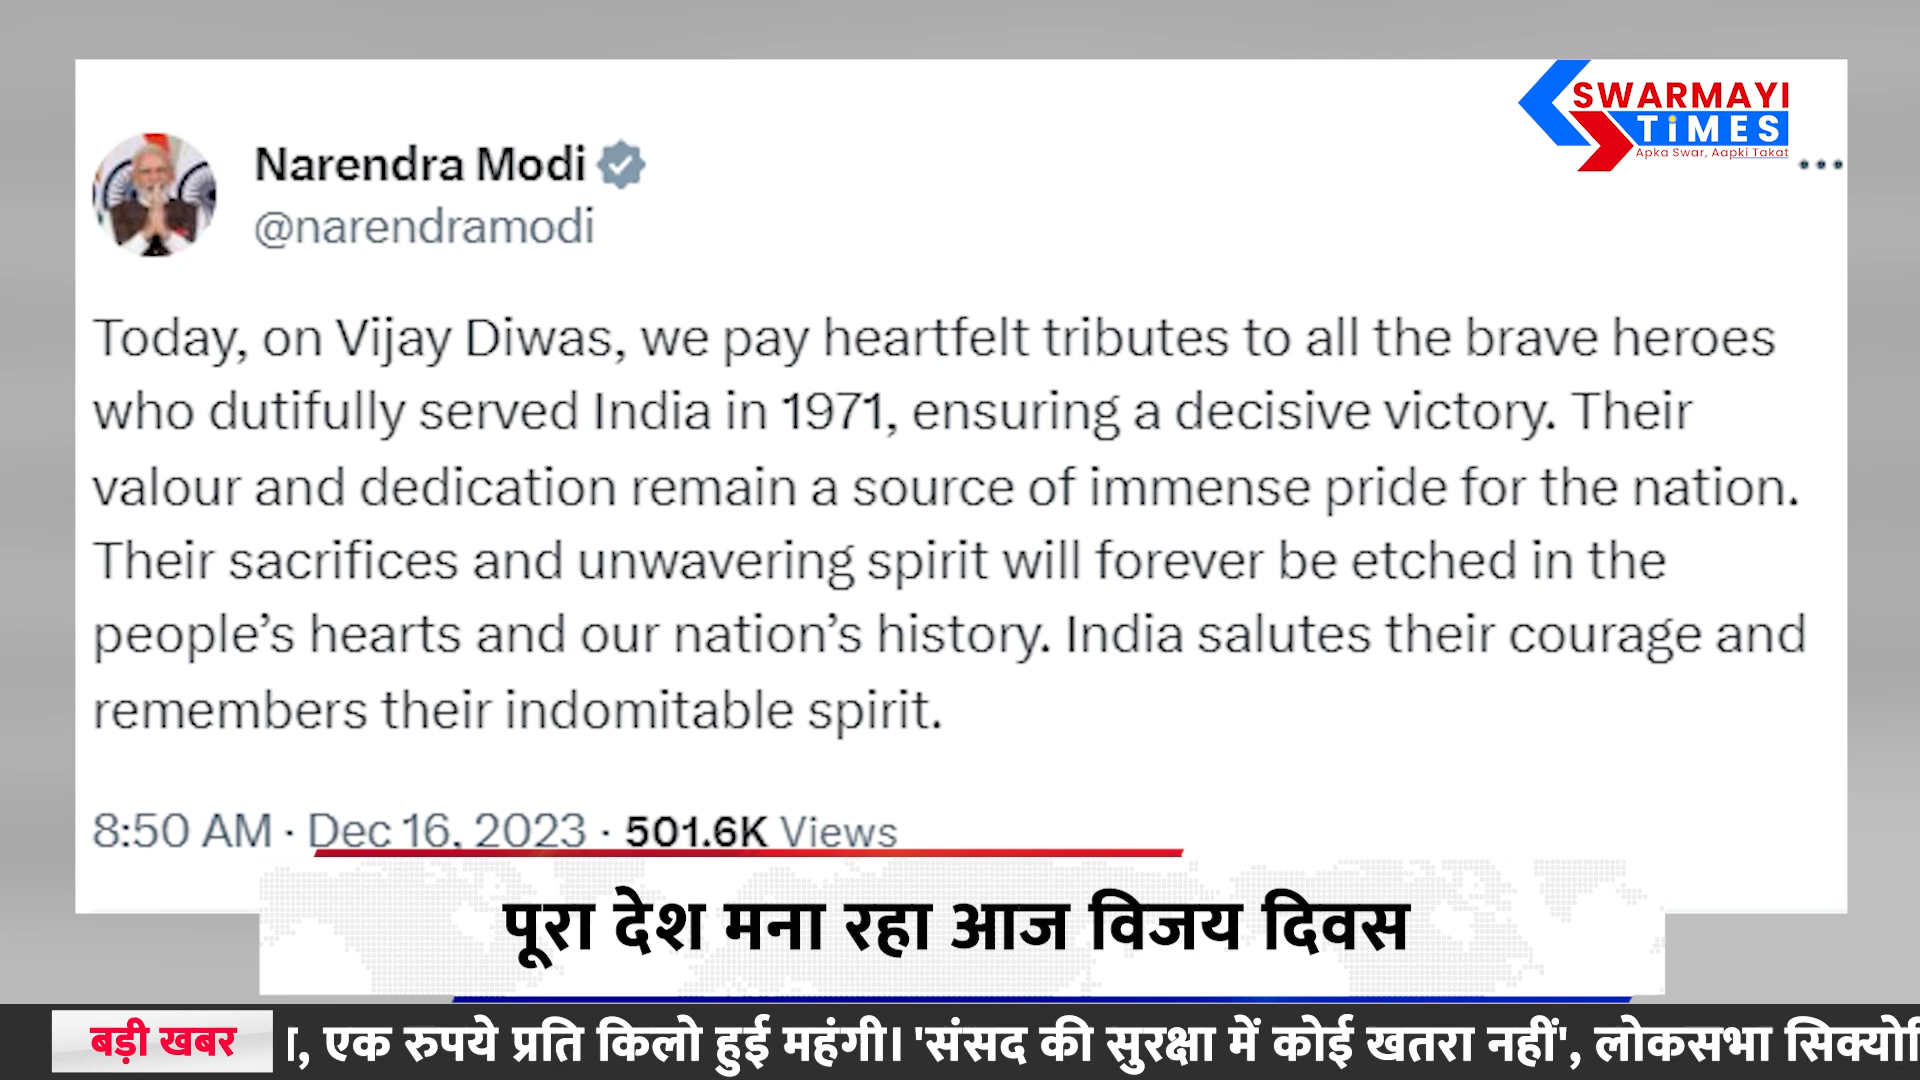 SWARMAYI
TiMES
Apka Swar, Aapki Takat
Narendra Modi
@narendramodi
Today, on Vijay Diwas, we pay heartfelt tributes to all the brave heroes
who dutifully served India in 1971, ensuring a decisive victory. Their
valour and dedication remain a source of immense pride for the nation.
Their sacrifices and unwavering spirit will forever be etched in the
people’s hearts and our nation’s history. India salutes their courage and
remembers their indomitable spirit.
8:50 AM · Dec 16, 2023 · 501.6K Views
पूरा देश मना रहा आज विजय दिवस
बड़ी खबर
, एक रुपये प्रति किलो हुई महंगी। 'संसद की सुरक्षा में कोई खतरा नहीं', लोकसभा